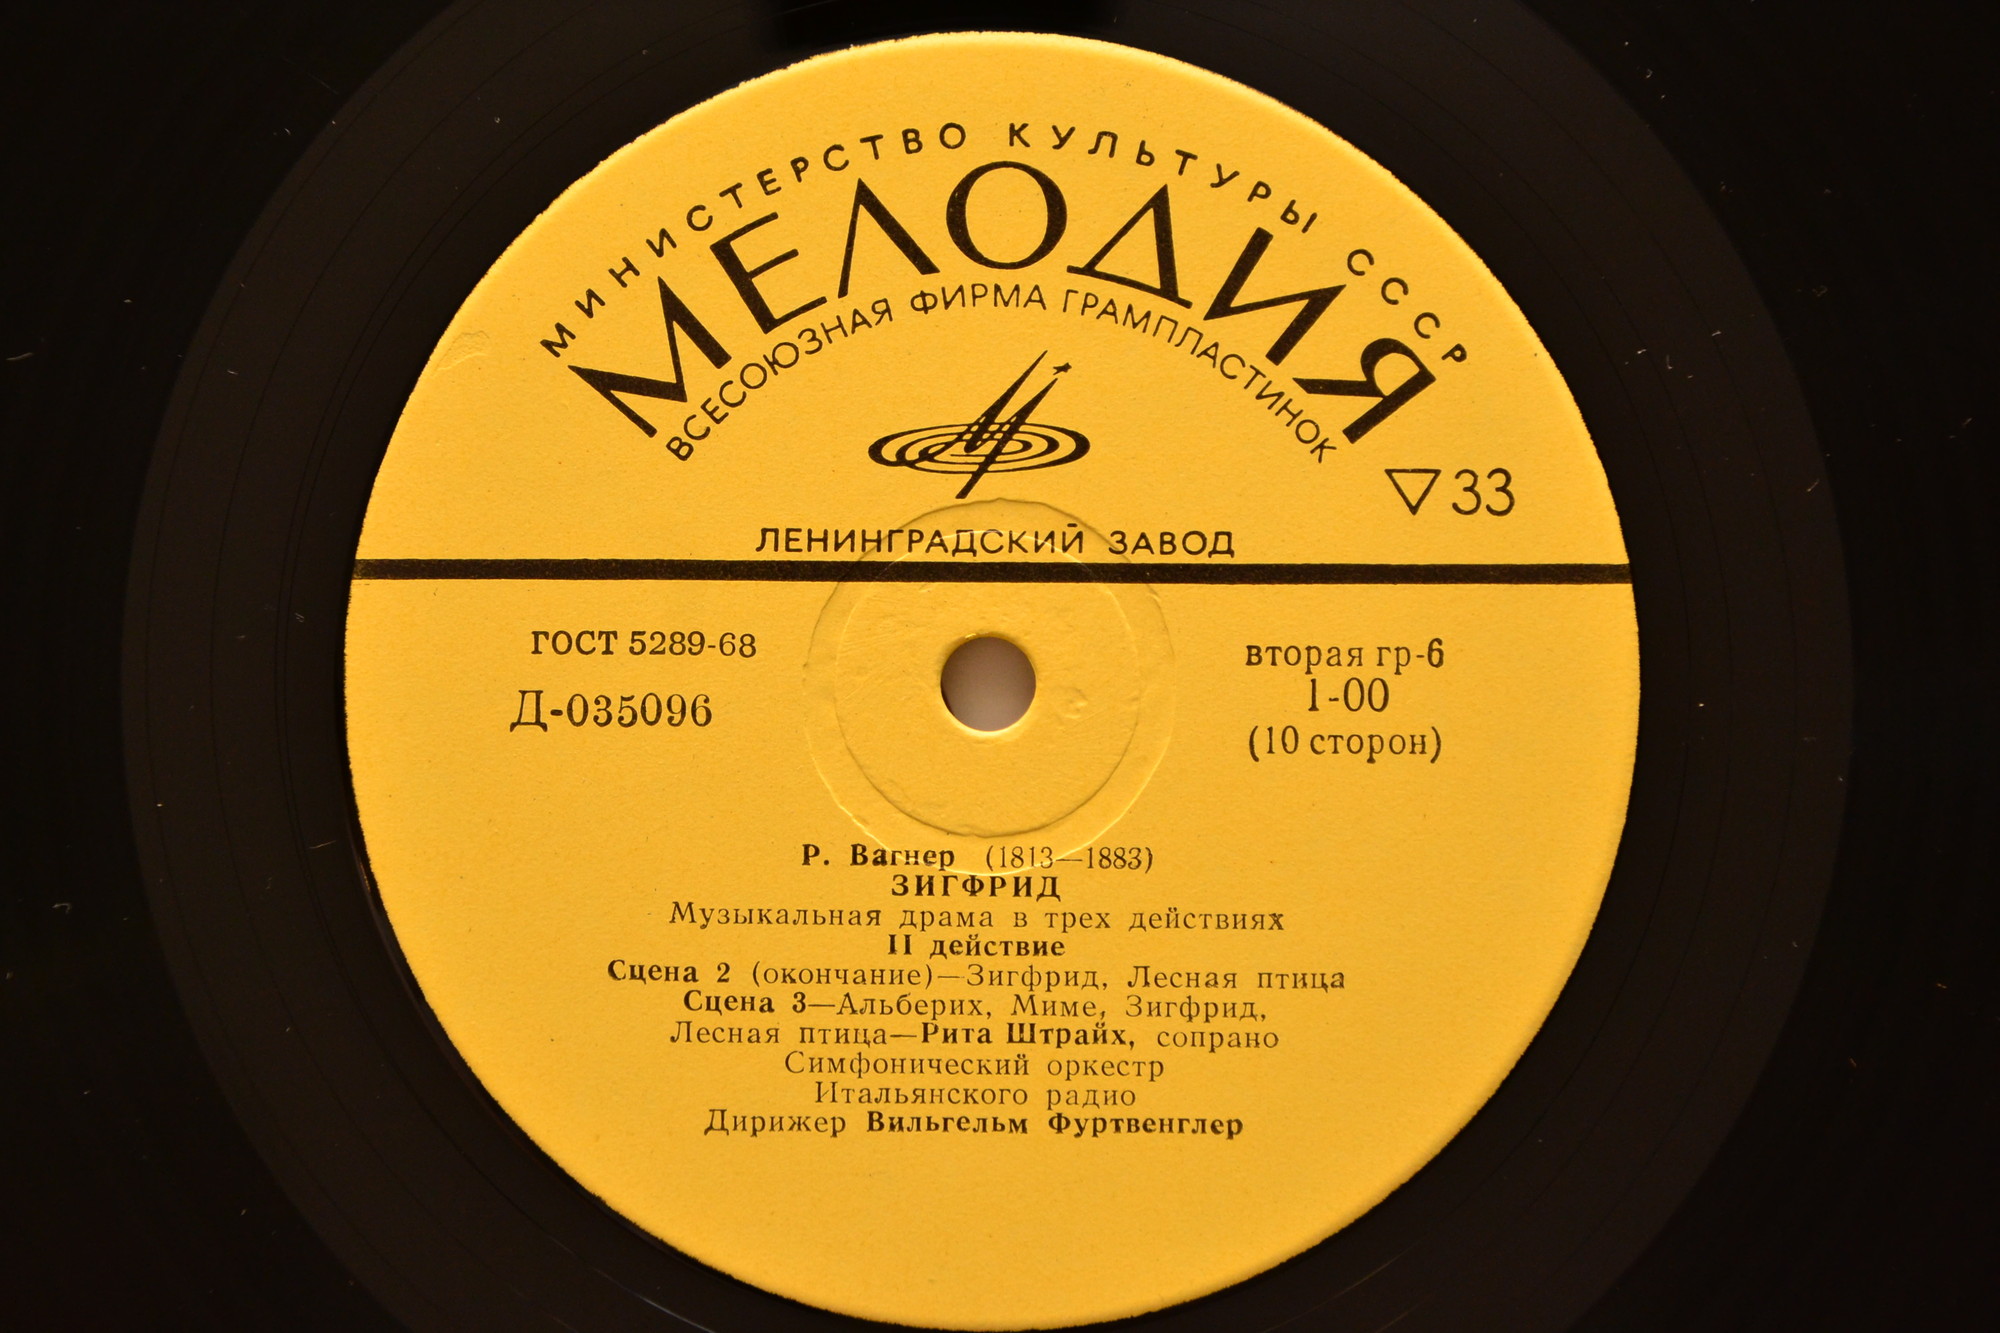 МИНИСТЕРСТВО КУЛЬТУРЫ СССР
МЕЛОДИЯ
ВСЕСОЮЗНАЯ ФИРМА ГРАМПЛАСТИНОК
▽33
ЛЕНИНГРАДСКИЙ ЗАВОД
ГОСТ 5289-68
Д-035096
вторая гр-6
1-00
(10 сторон)
Р. Вагнер (1813—1883)
ЗИГФРИД
Музыкальная драма в трех действиях
II действие
Сцена 2 (окончание)—Зигфрид, Лесная птица
Сцена 3—Альберих, Миме, Зигфрид,
Лесная птица—Рита Штрайх, сопрано
Симфонический оркестр
Итальянского радио
Дирижер Вильгельм Фуртвенглер